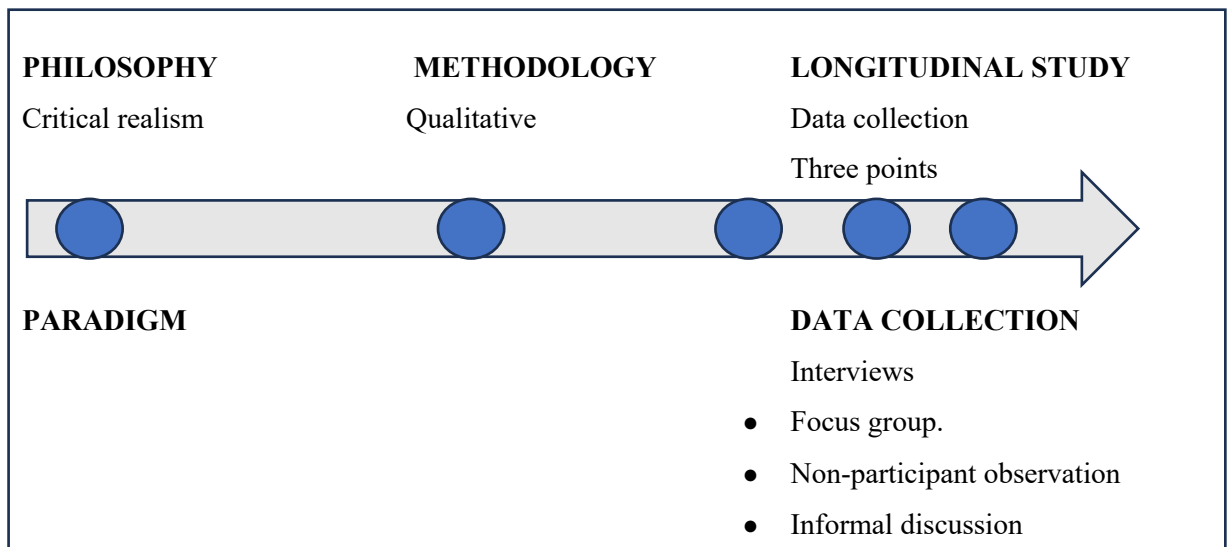 PHILOSOPHY METHODOLOGY LONGITUDINAL STUDY
Critical realism Qualitative Data collection
Three points
PARADIGM DATA COLLECTION
Interviews
● Focus group.
● Non-participant observation
● Informal discussion